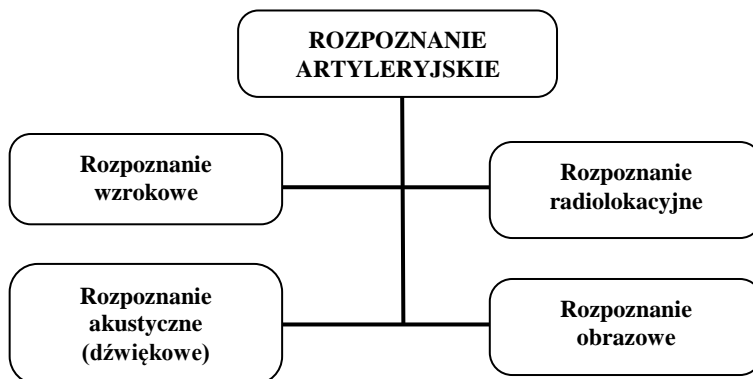 ROZPOZNANIE
ARTYLERYJSKIE
Rozpoznanie
wzrokowe
Rozpoznanie
radiolokacyjne
Rozpoznanie
akustyczne
(dźwiękowe)
Rozpoznanie
obrazowe